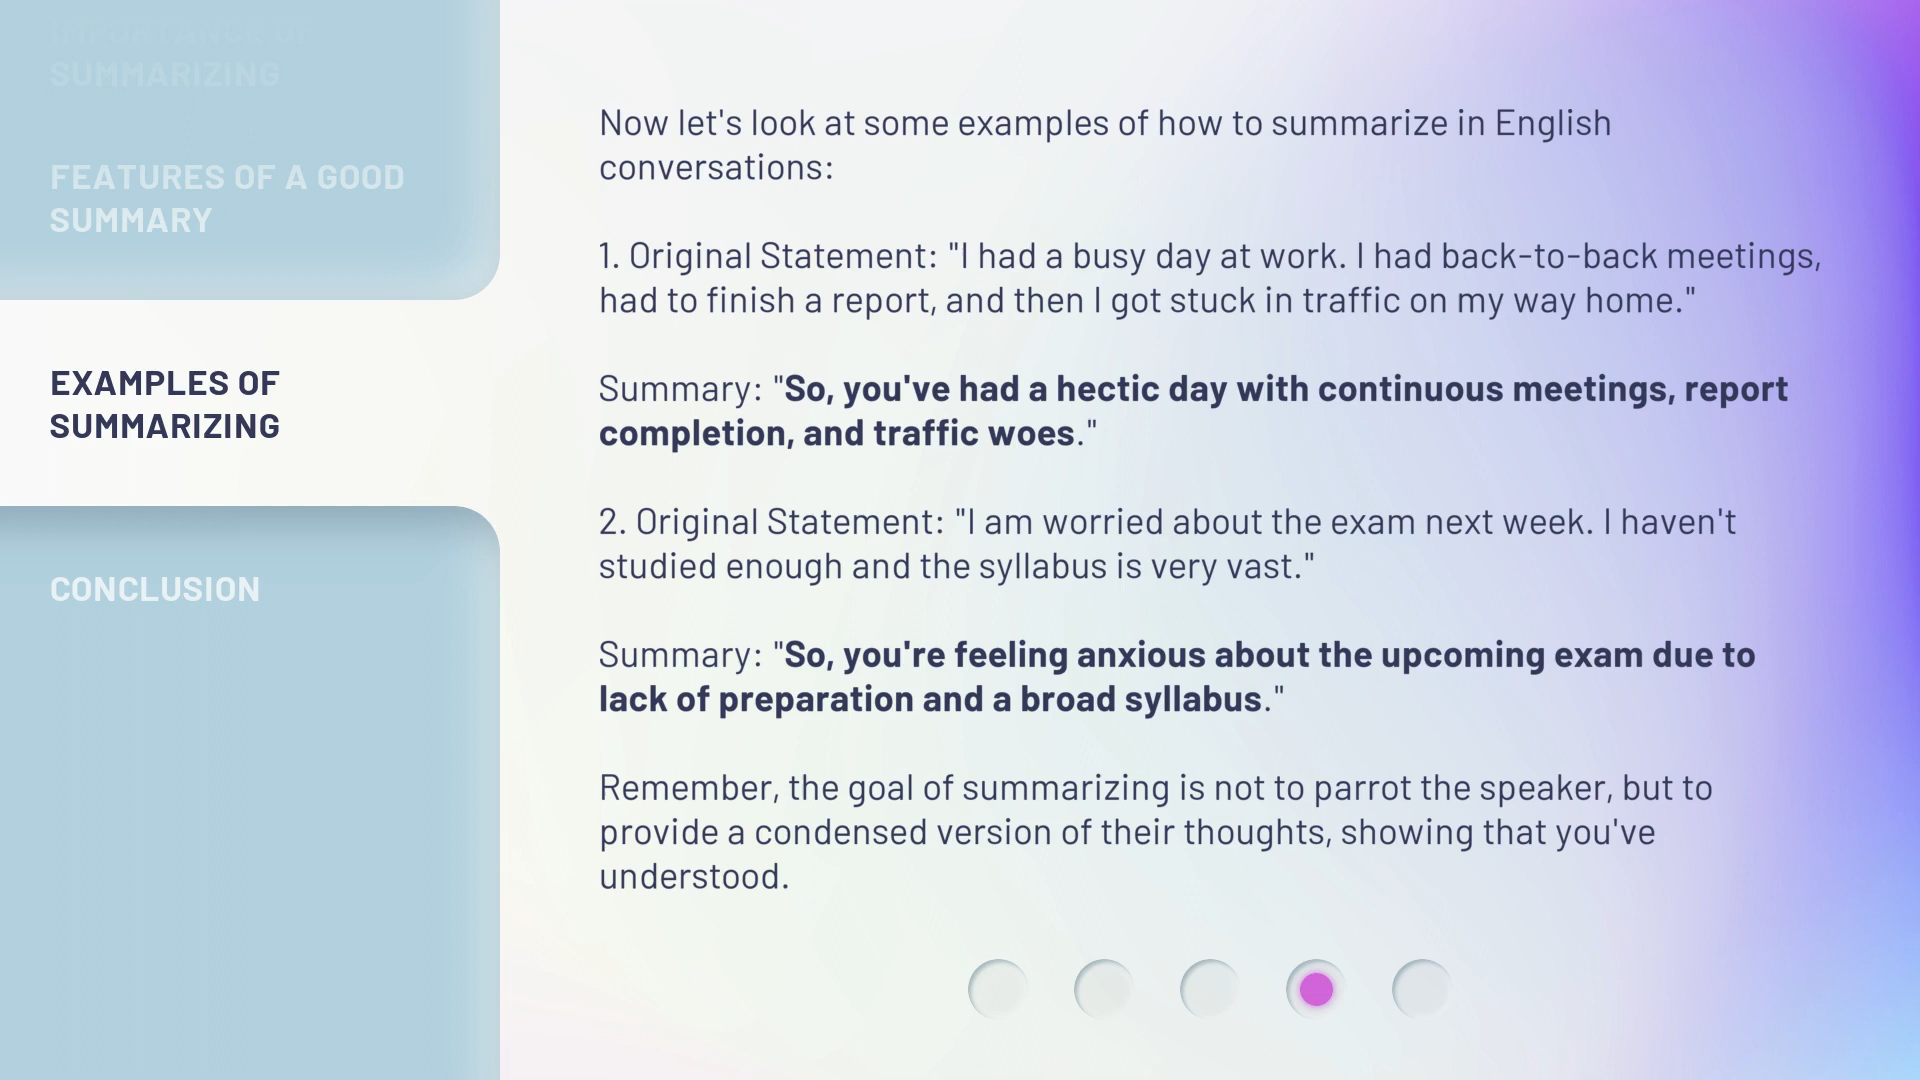 IMPORTANCE OF
SUMMARIZING
FEATURES OF A GOOD
SUMMARY
EXAMPLES OF
SUMMARIZING
CONCLUSION
Now let's look at some examples of how to summarize in English
conversations:
1. Original Statement: "I had a busy day at work. I had back-to-back meetings,
had to finish a report, and then I got stuck in traffic on my way home."
Summary: "So, you've had a hectic day with continuous meetings, report
completion, and traffic woes."
2. Original Statement: "I am worried about the exam next week. I haven't
studied enough and the syllabus is very vast."
Summary: "So, you're feeling anxious about the upcoming exam due to
lack of preparation and a broad syllabus."
Remember, the goal of summarizing is not to parrot the speaker, but to
provide a condensed version of their thoughts, showing that you've
understood.